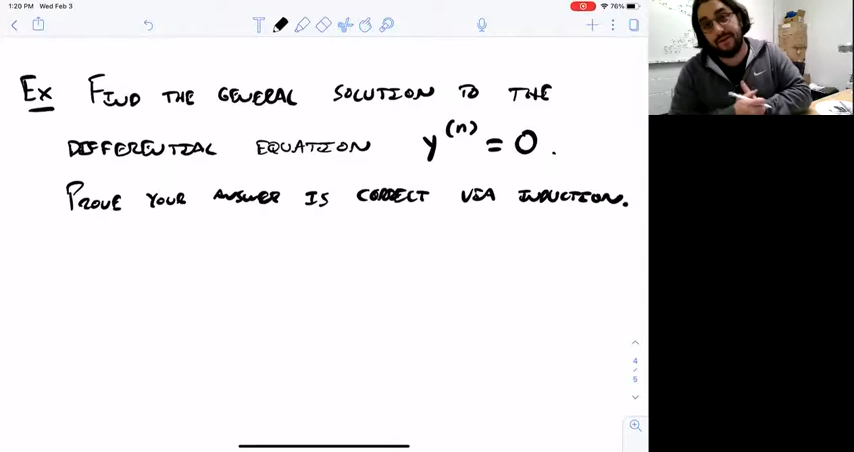 1:20 PM Wed Feb 3
76%
T
Ex FIND THE GENERAL SOLUTION TO THE
DIFFERENTIAL EQUATION y^(n) = 0.
PROVE YOUR ANSWER IS CORRECT VIA INDUCTION.
4
/
5